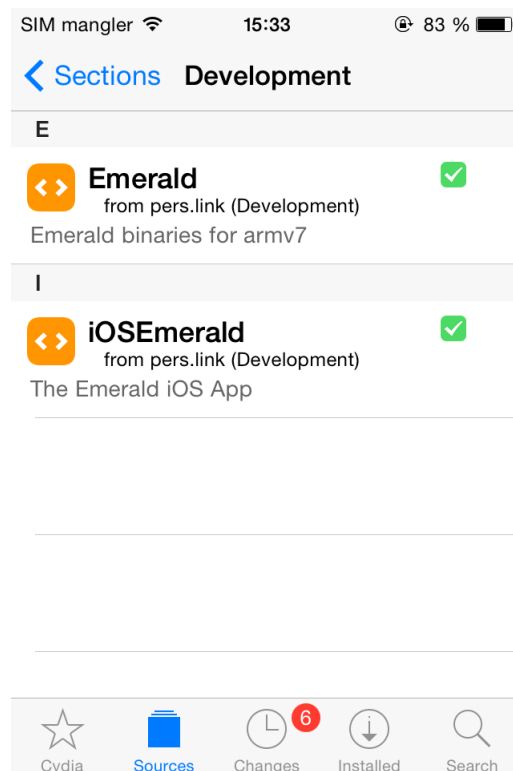 SIM mangler 15:33 83 %
Sections Development
E
Emerald
from pers.link (Development)
Emerald binaries for armv7
I
iOSEmerald
from pers.link (Development)
The Emerald iOS App
6
Cydia Sources Changes Installed Search